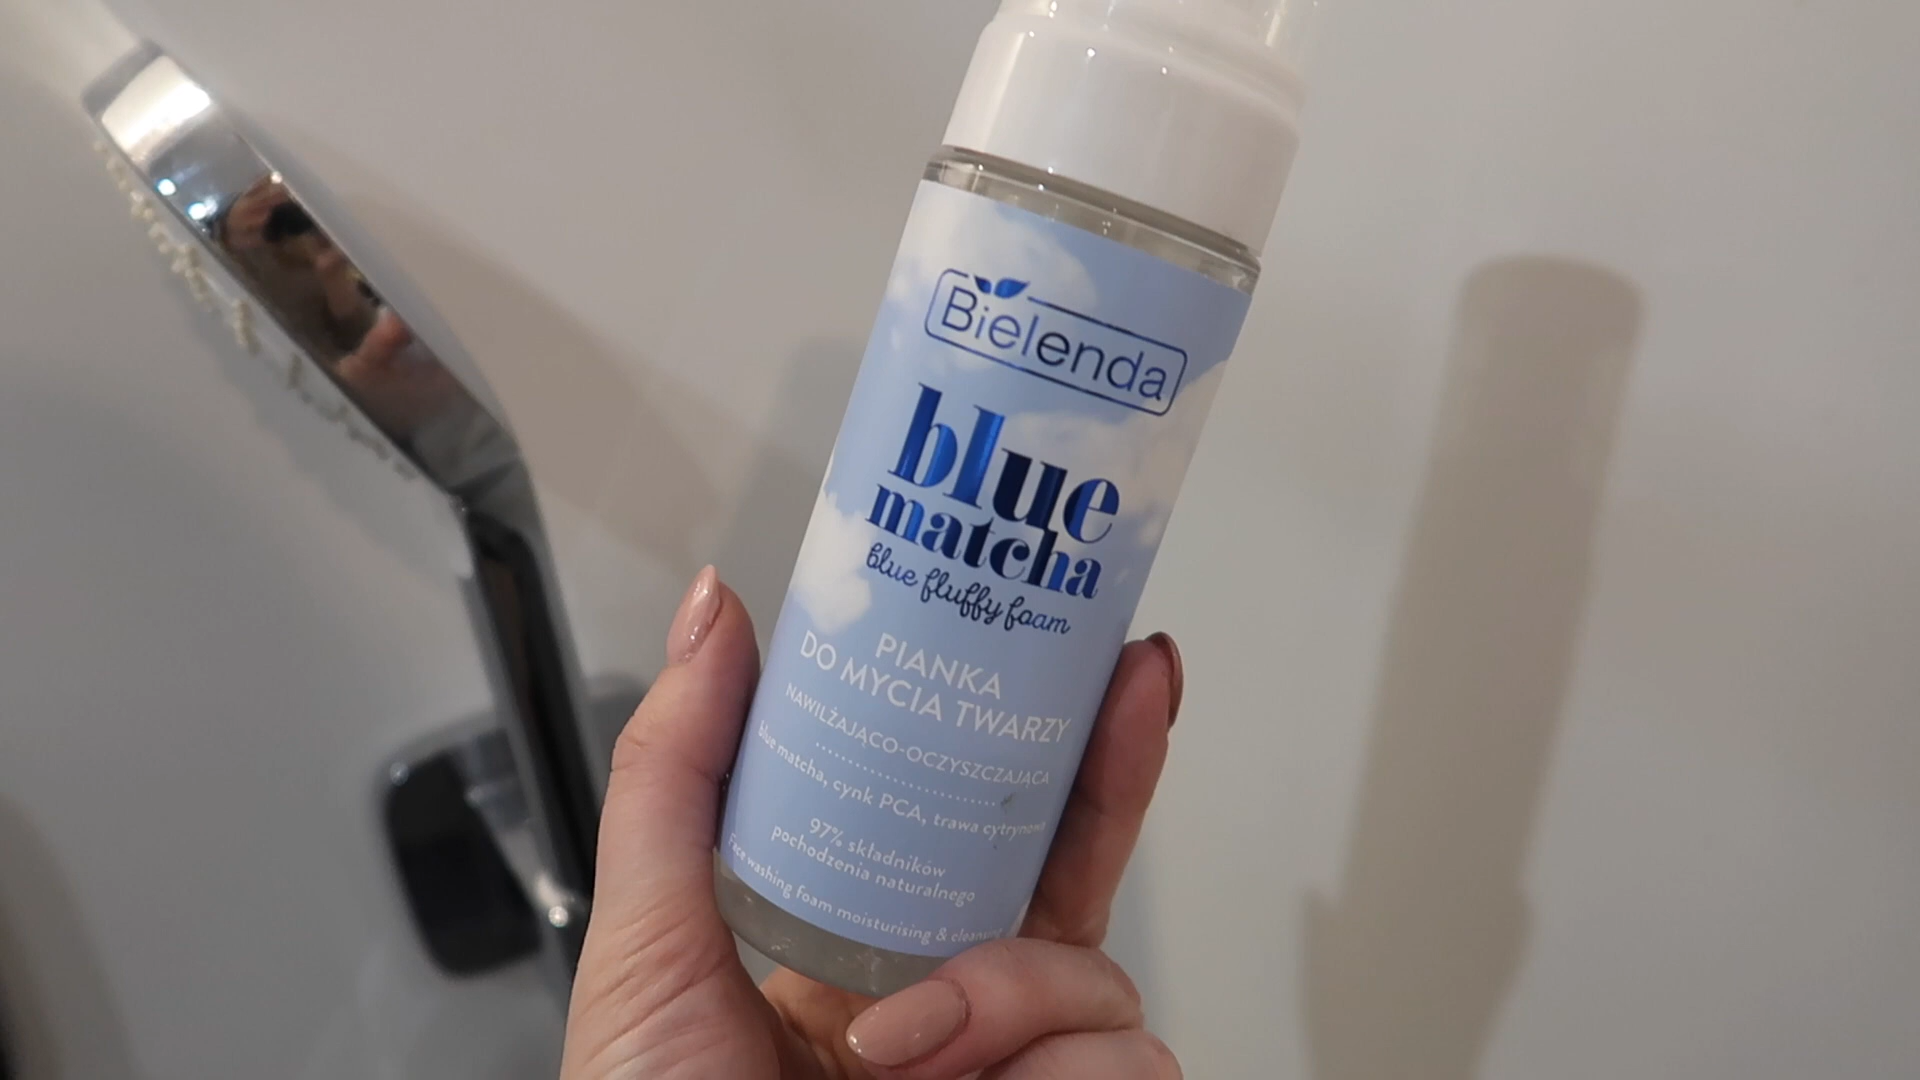 Bielenda
blue
matcha
blue fluffy foam
PIANKA
DO MYCIA TWARZY
NAWILŻAJĄCO-OCZYSZCZAJĄCA
blue matcha, cynk PCA, trawa cytrynowa
97% składników
pochodzenia naturalnego
Face washing foam moisturising & cleansing